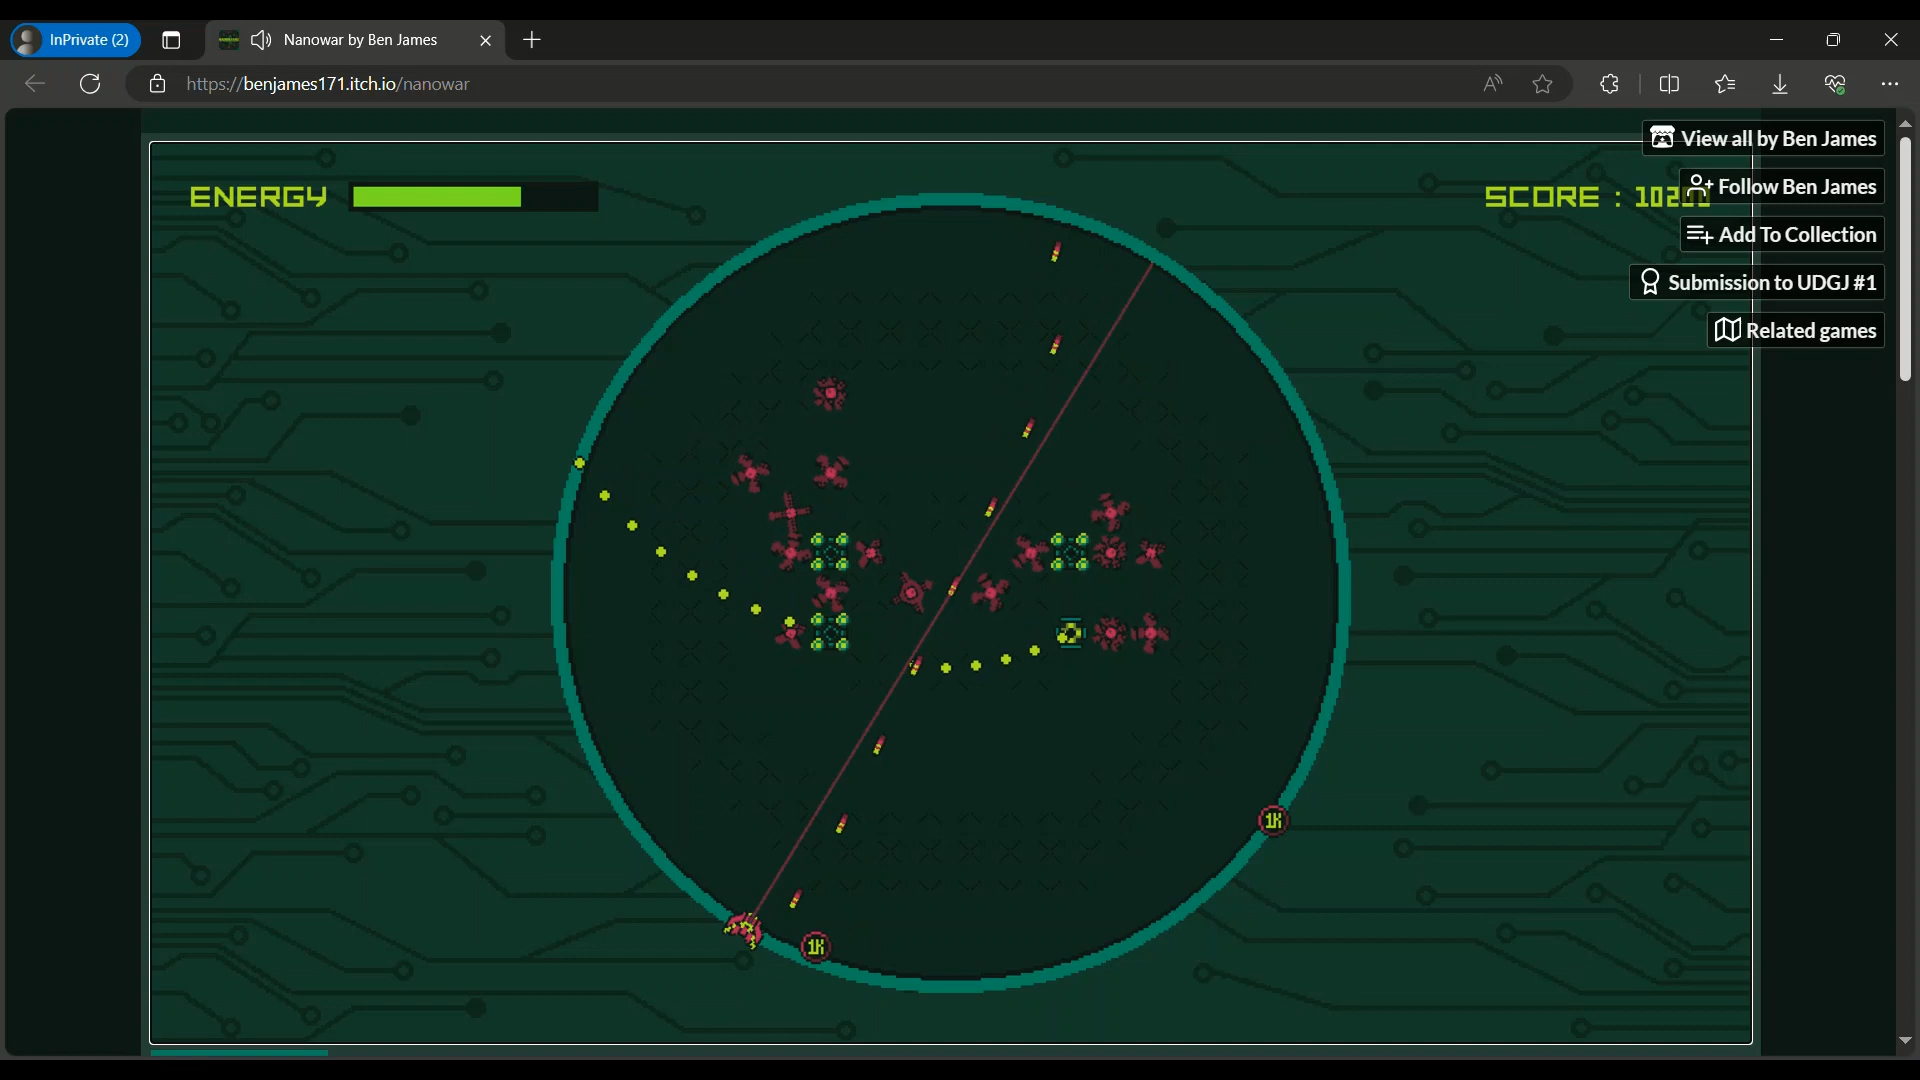 InPrivate (2)
Nanowar by Ben James
https://benjames171.itch.io/nanowar
View all by Ben James
ENERGY
SCORE :
Follow Ben James
Add To Collection
Submission to UDGJ #1
Related games
1K
1K